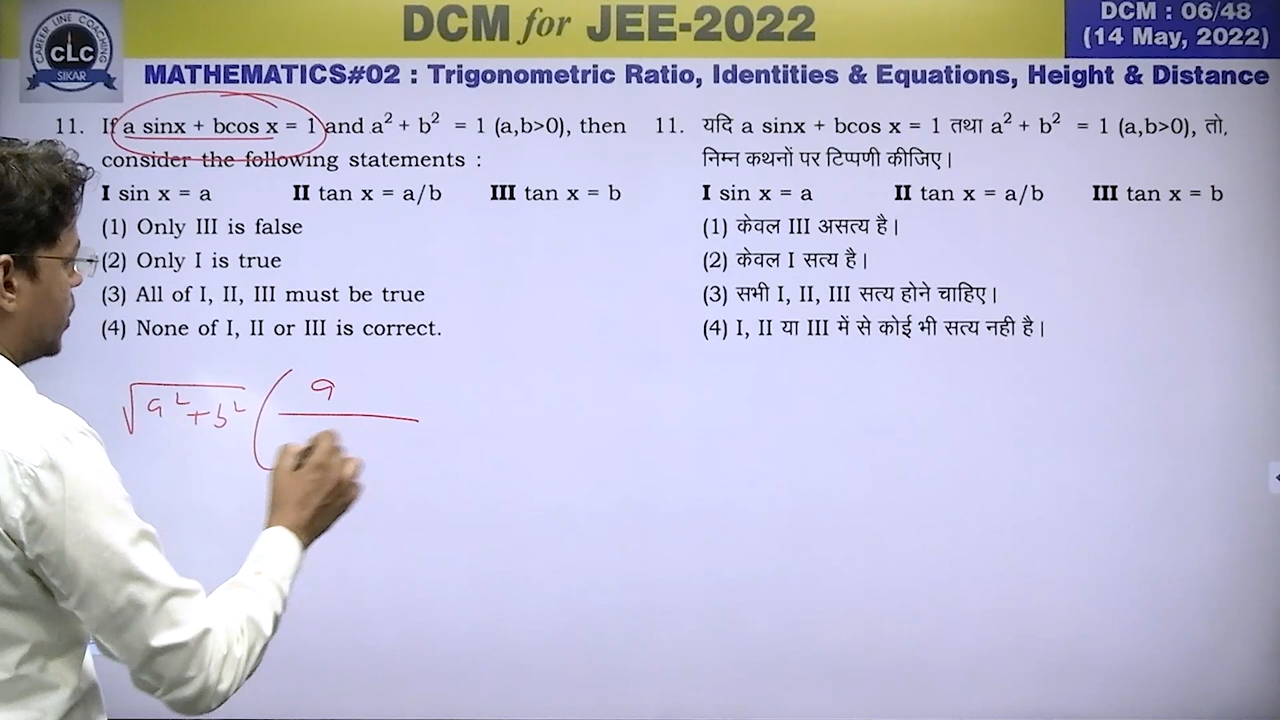 DCM for JEE-2022
DCM : 06/48
(14 May, 2022)
CAREER LINE COACHING
CLC
SIKAR
MATHEMATICS#02 : Trigonometric Ratio, Identities & Equations, Height & Distance
11. If a sinx + bcos x = 1 and a² + b² = 1 (a,b>0), then
consider the following statements :
I sin x = a II tan x = a/b III tan x = b
(1) Only III is false
(2) Only I is true
(3) All of I, II, III must be true
(4) None of I, II or III is correct.
11. यदि a sinx + bcos x = 1 तथा a² + b² = 1 (a,b>0), तो,
निम्न कथनों पर टिप्पणी कीजिए।
I sin x = a II tan x = a/b III tan x = b
(1) केवल III असत्य है।
(2) केवल I सत्य है।
(3) सभी I, II, III सत्य होने चाहिए।
(4) I, II या III में से कोई भी सत्य नही है।
√a²+b² ( a